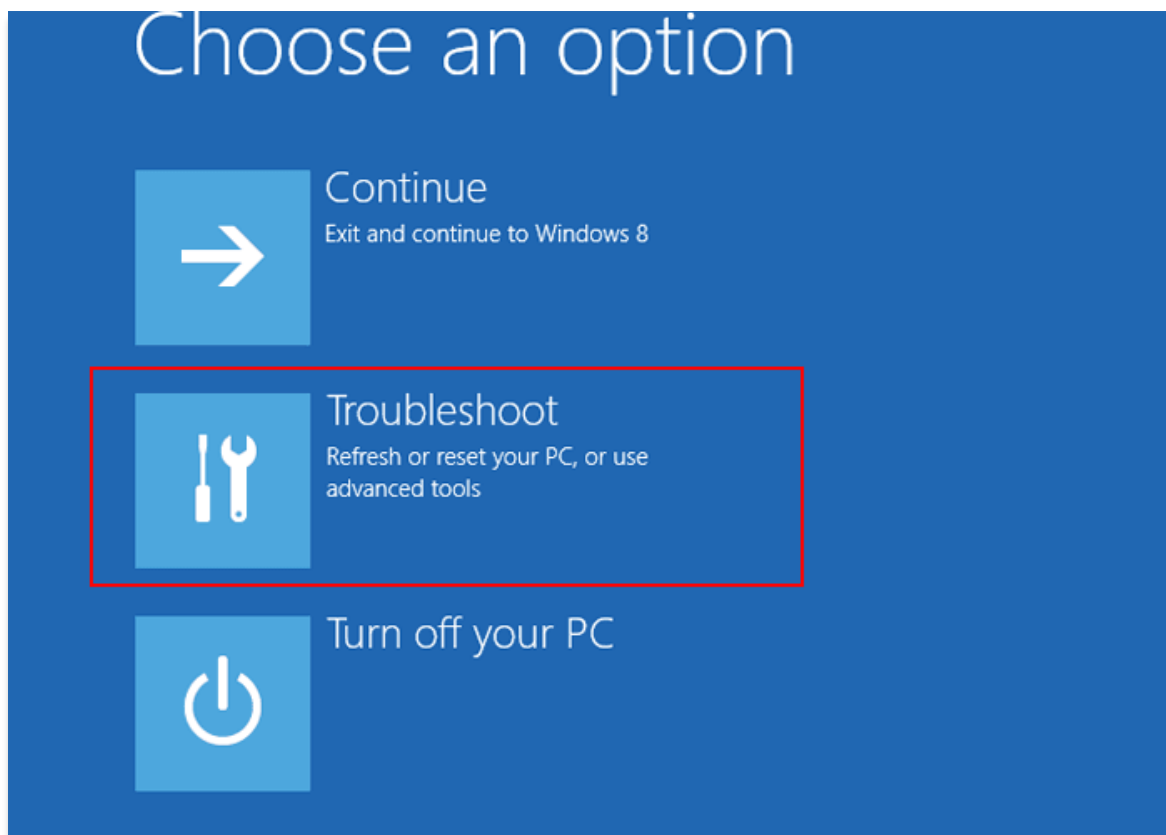 Choose an option
Continue
Exit and continue to Windows 8
Troubleshoot
Refresh or reset your PC, or use
advanced tools
Turn off your PC